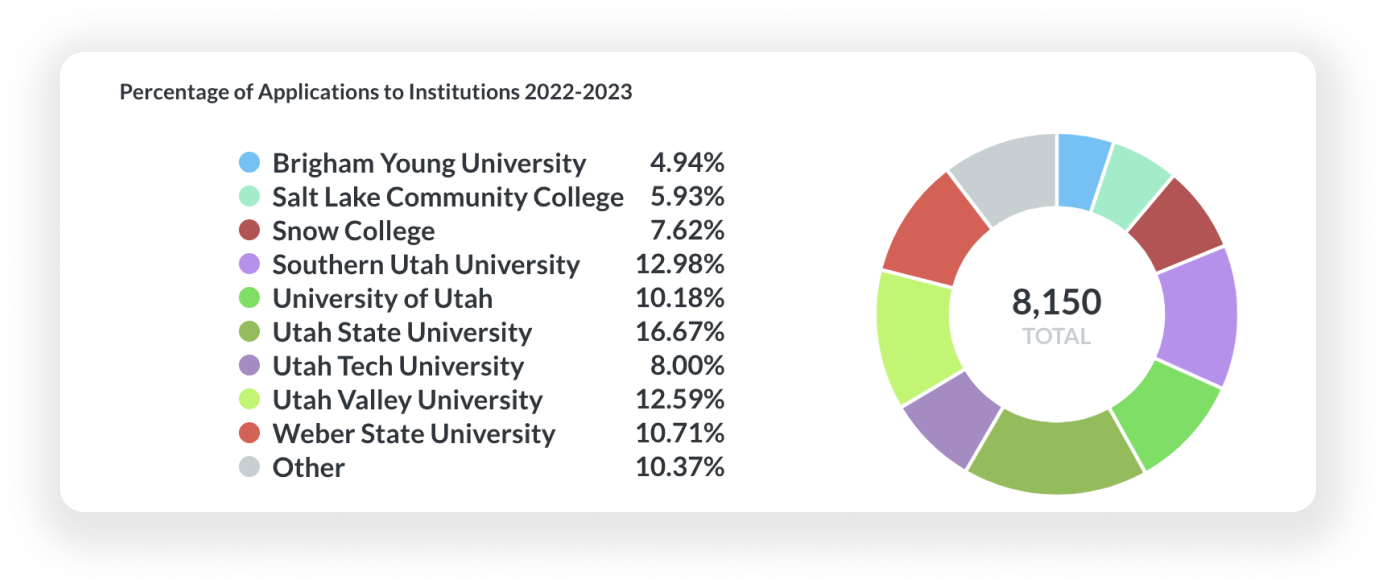 Percentage of Applications to Institutions 2022-2023
Brigham Young University 4.94%
Salt Lake Community College 5.93%
Snow College 7.62%
Southern Utah University 12.98%
University of Utah 10.18%
Utah State University 16.67%
Utah Tech University 8.00%
Utah Valley University 12.59%
Weber State University 10.71%
Other 10.37%
8,150
TOTAL